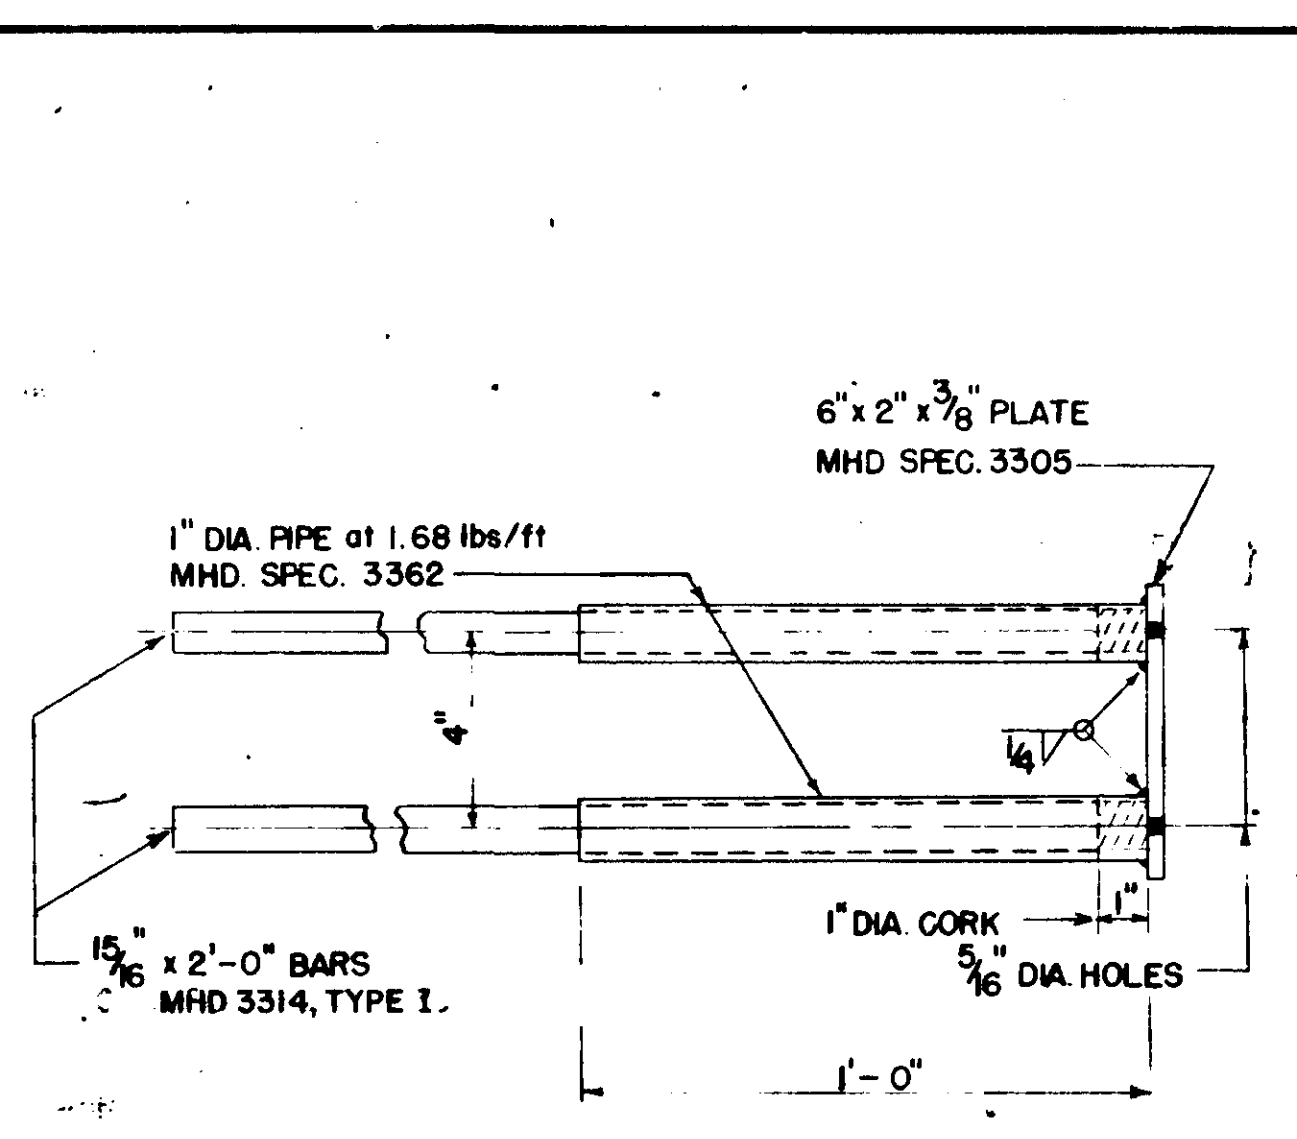 6" x 2" x 3/8" PLATE
MHD SPEC. 3305
1" DIA. PIPE at 1.68 lbs/ft
MHD. SPEC. 3362
4"
1/4
1"
1" DIA. CORK
15/16" x 2'-0" BARS
MHD 3314, TYPE I.
5/16" DIA. HOLES
1'-0"